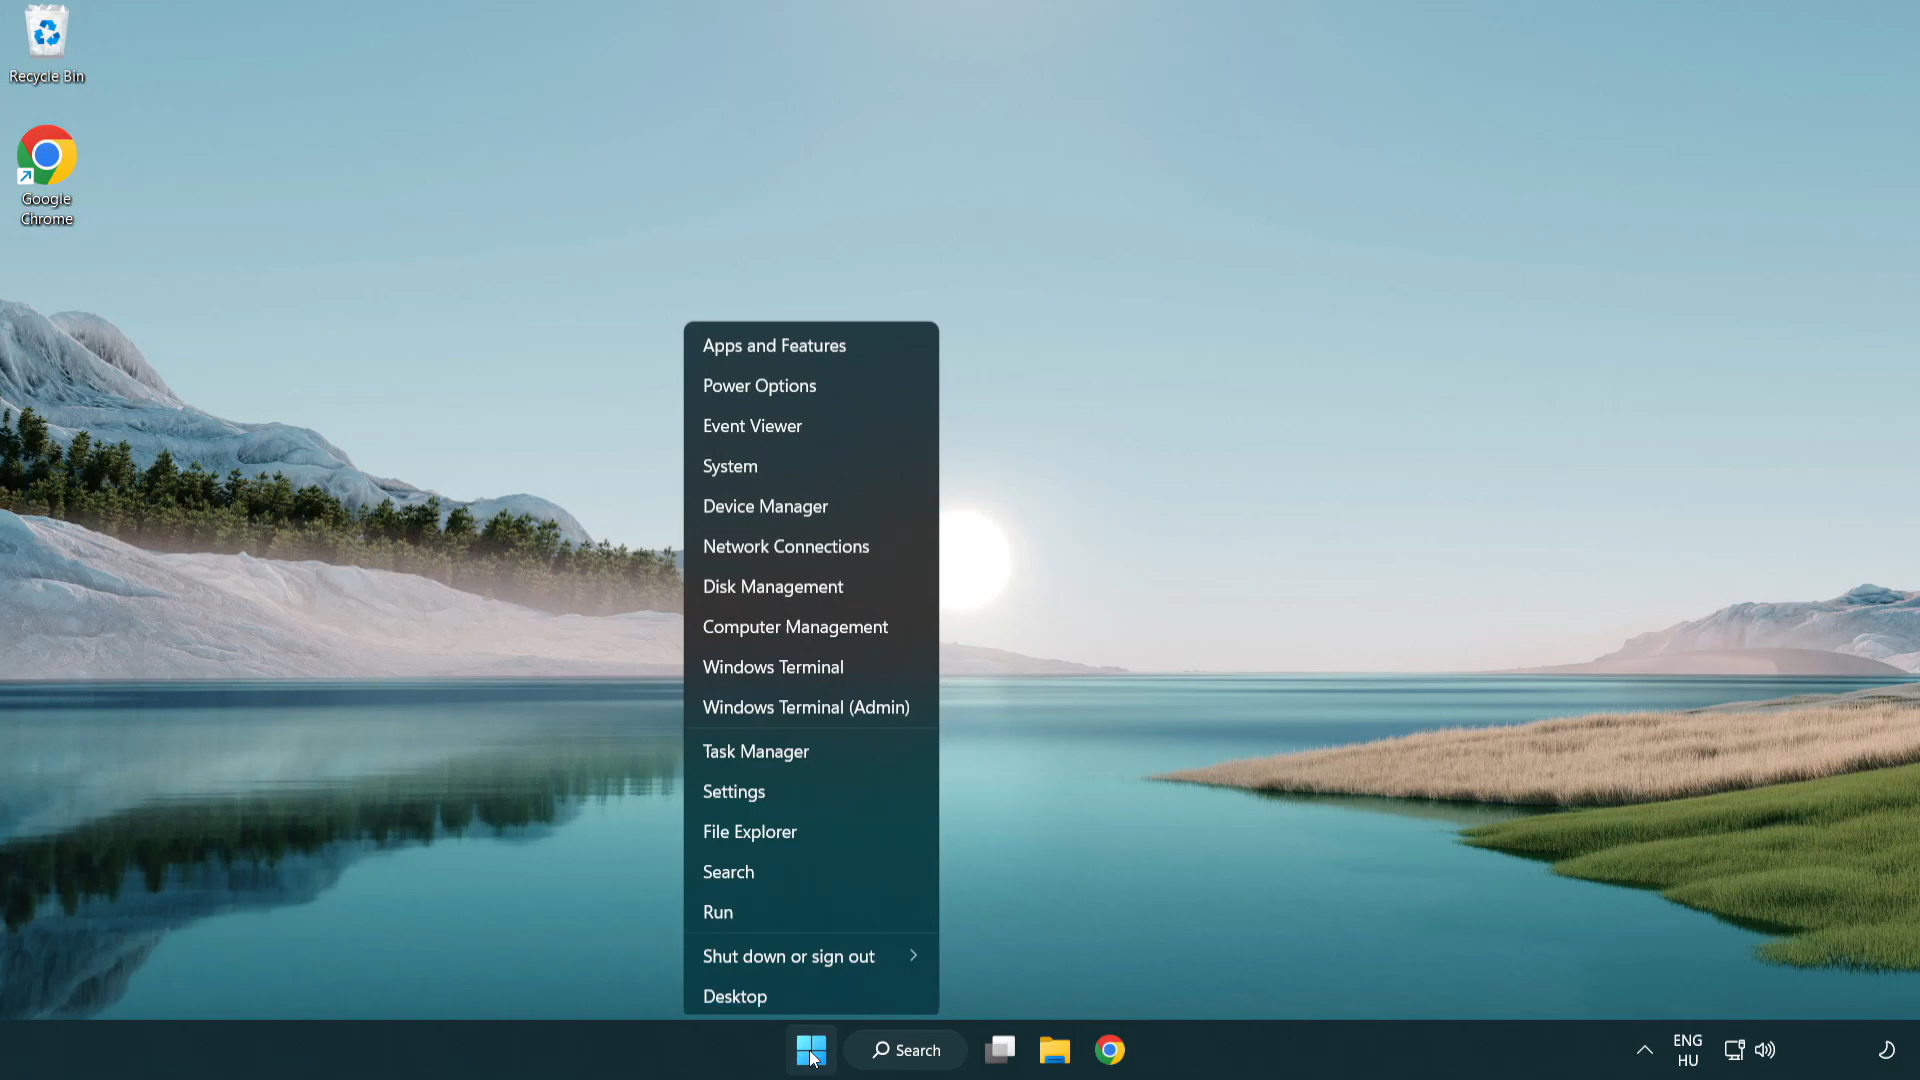 Recycle Bin
Google
Chrome
Apps and Features
Power Options
Event Viewer
System
Device Manager
Network Connections
Disk Management
Computer Management
Windows Terminal
Windows Terminal (Admin)
Task Manager
Settings
File Explorer
Search
Run
Shut down or sign out
Desktop
Search
ENG
HU